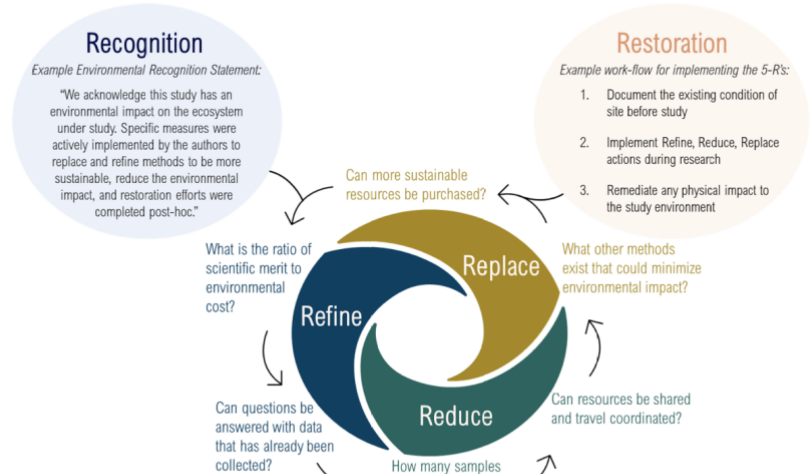 Recognition
Example Environmental Recognition Statement:
“We acknowledge this study has an
environmental impact on the ecosystem
under study. Specific measures were
actively implemented by the authors to
replace and refine methods to be more
sustainable, reduce the environmental
impact, and restoration efforts were
completed post-hoc.”
Restoration
Example work-flow for implementing the 5-R's:
1. Document the existing condition of
site before study
2. Implement Refine, Reduce, Replace
actions during research
3. Remediate any physical impact to
the study environment
Can more sustainable
resources be purchased?
What is the ratio of
scientific merit to
environmental
cost?
What other methods
exist that could minimize
environmental impact?
Replace
Refine
Reduce
Can questions be
answered with data
that has already been
collected?
Can resources be shared
and travel coordinated?
How many samples